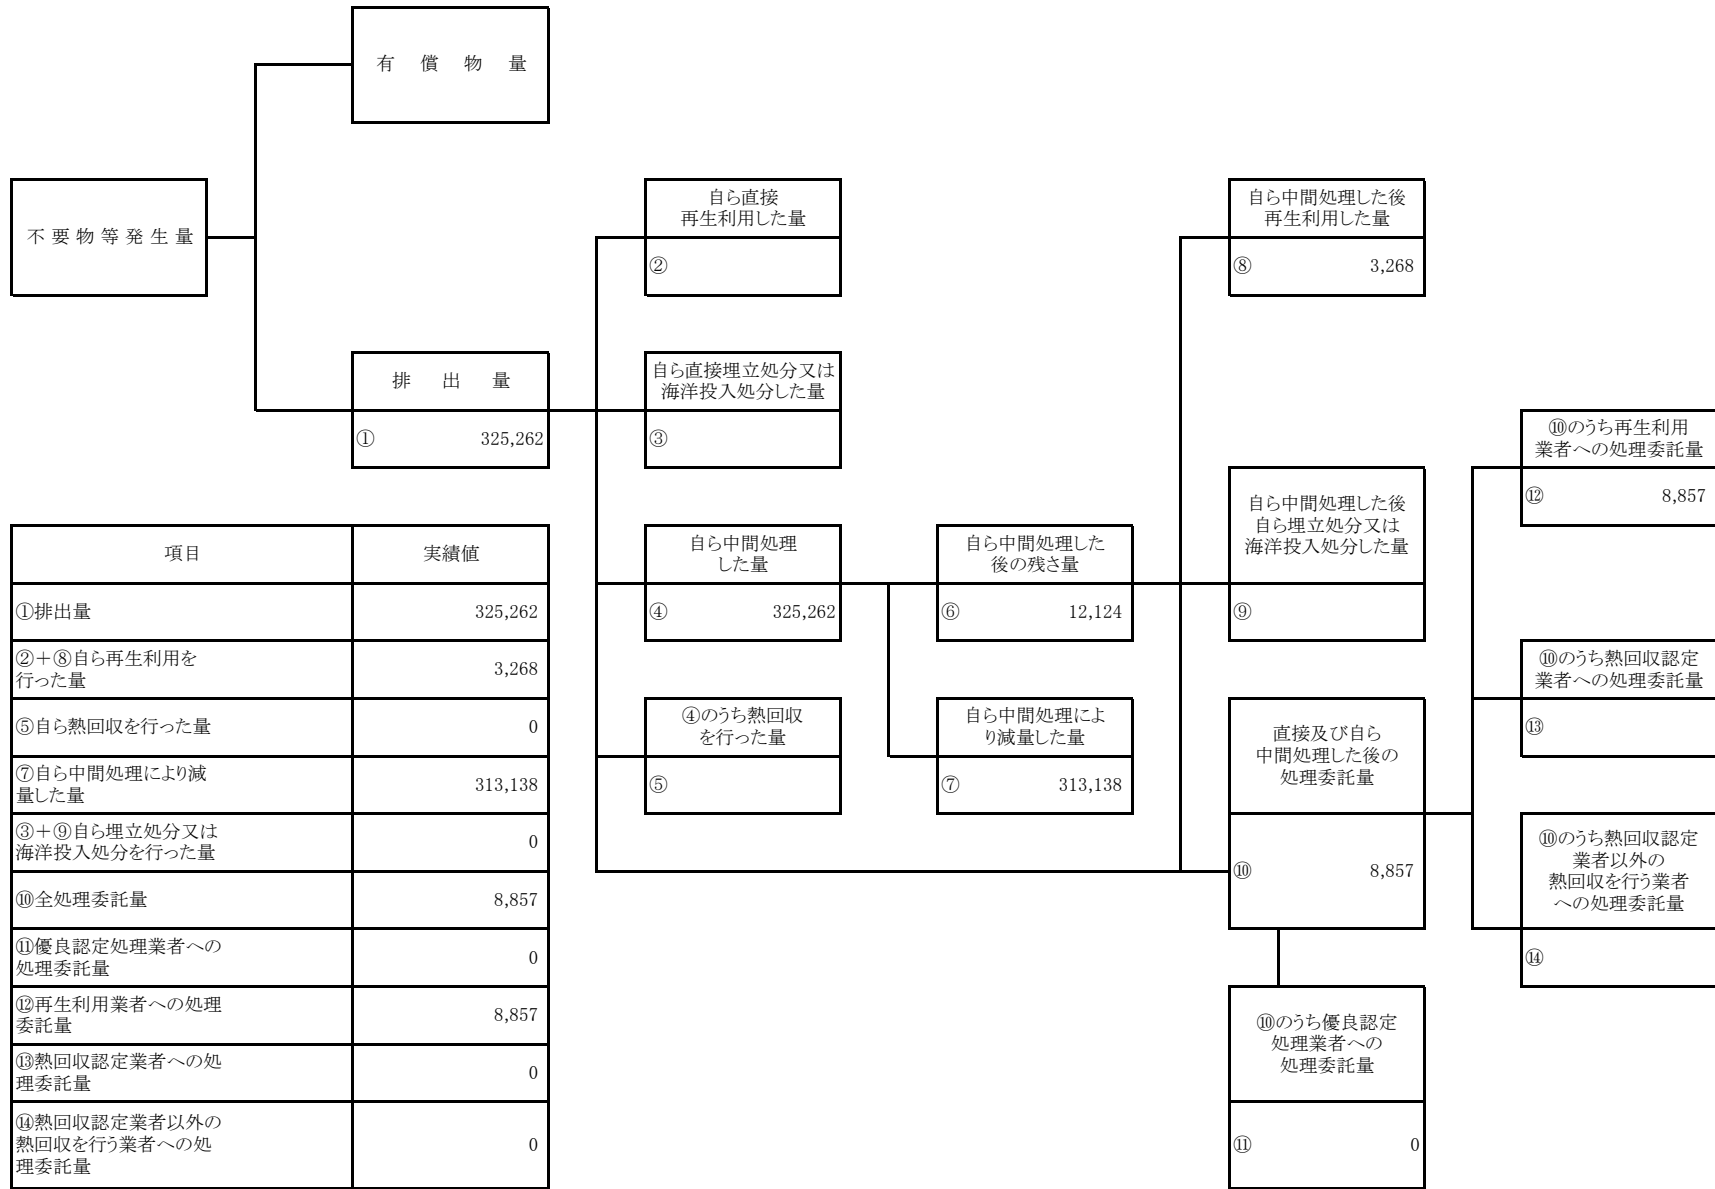 有 償 物 量
不要物等発生量
自ら直接
再生利用した量
②
自ら中間処理した後
再生利用した量
⑧ 3,268
排 出 量
① 325,262
自ら直接埋立処分又は
海洋投入処分した量
③
⑩のうち再生利用
業者への処理委託量
⑫ 8,857
自ら中間処理した後
自ら埋立処分又は
海洋投入処分した量
⑨
自ら中間処理
した量
④ 325,262
自ら中間処理した
後の残さ量
⑥ 12,124
⑩のうち熱回収認定
業者への処理委託量
⑬
④のうち熱回収
を行った量
⑤
自ら中間処理によ
り減量した量
⑦ 313,138
直接及び自ら
中間処理した後の
処理委託量
⑩ 8,857
⑩のうち熱回収認定
業者以外の
熱回収を行う業者
への処理委託量
⑭
⑩のうち優良認定
処理業者への
処理委託量
⑪ 0
項目 実績値
①排出量 325,262
②＋⑧自ら再生利用を
行った量 3,268
⑤自ら熱回収を行った量 0
⑦自ら中間処理により減
量した量 313,138
③＋⑨自ら埋立処分又は
海洋投入処分を行った量 0
⑩全処理委託量 8,857
⑪優良認定処理業者への
処理委託量 0
⑫再生利用業者への処理
委託量 8,857
⑬熱回収認定業者への処
理委託量 0
⑭熱回収認定業者以外の
熱回収を行う業者への処
理委託量 0